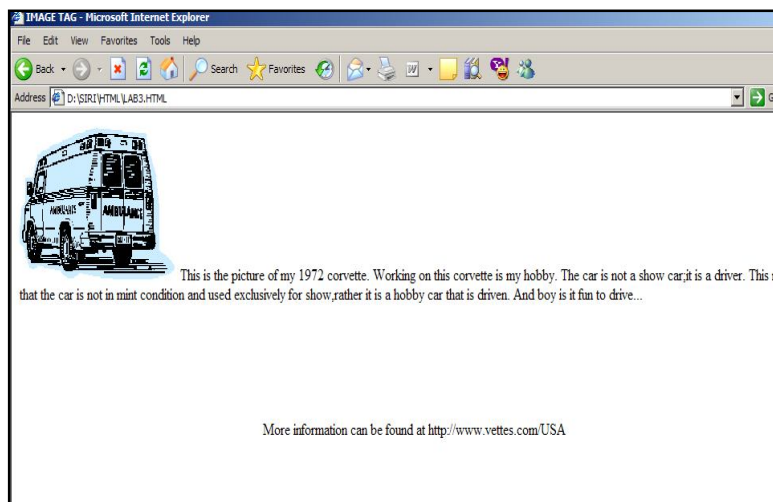 IMAGE TAG - Microsoft Internet Explorer
File Edit View Favorites Tools Help
Back Search Favorites
Address D:\SIRI\HTML\LAB3.HTML
AMBULANCE AMBULANCE
This is the picture of my 1972 corvette. Working on this corvette is my hobby. The car is not a show car;it is a driver. This
that the car is not in mint condition and used exclusively for show,rather it is a hobby car that is driven. And boy is it fun to drive...
More information can be found at http://www.vettes.com/USA